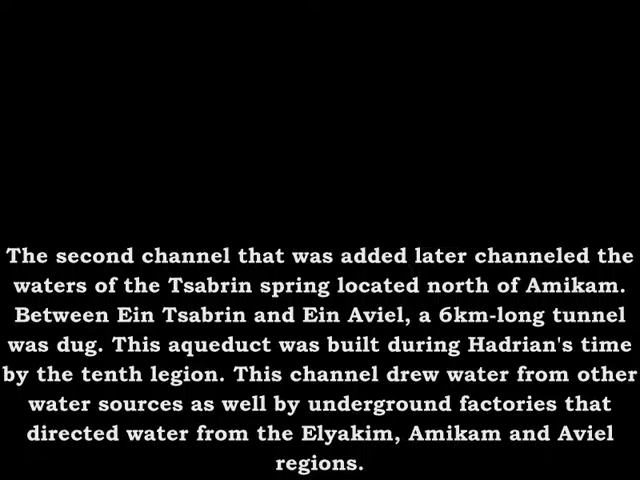 The second channel that was added later channeled the
waters of the Tsabrin spring located north of Amikam.
Between Ein Tsabrin and Ein Aviel, a 6km-long tunnel
was dug. This aqueduct was built during Hadrian's time
by the tenth legion. This channel drew water from other
water sources as well by underground factories that
directed water from the Elyakim, Amikam and Aviel
regions.